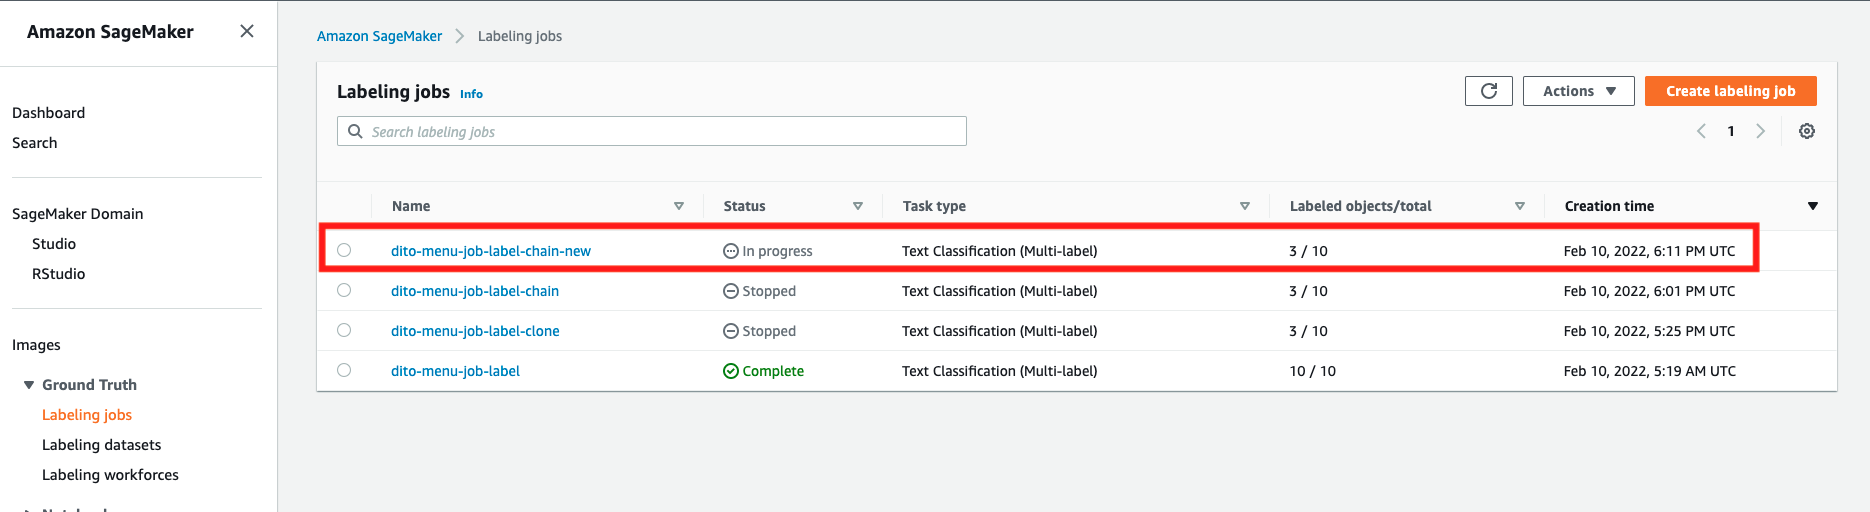 Amazon SageMaker
Dashboard
Search
SageMaker Domain
Studio
RStudio
Images
Ground Truth
Labeling jobs
Labeling datasets
Labeling workforces
Amazon SageMaker > Labeling jobs
Labeling jobs Info
Actions
Create labeling job
Search labeling jobs
1
Name Status Task type Labeled objects/total Creation time
dito-menu-job-label-chain-new In progress Text Classification (Multi-label) 3 / 10 Feb 10, 2022, 6:11 PM UTC
dito-menu-job-label-chain Stopped Text Classification (Multi-label) 3 / 10 Feb 10, 2022, 6:01 PM UTC
dito-menu-job-label-clone Stopped Text Classification (Multi-label) 3 / 10 Feb 10, 2022, 5:25 PM UTC
dito-menu-job-label Complete Text Classification (Multi-label) 10 / 10 Feb 10, 2022, 5:19 AM UTC